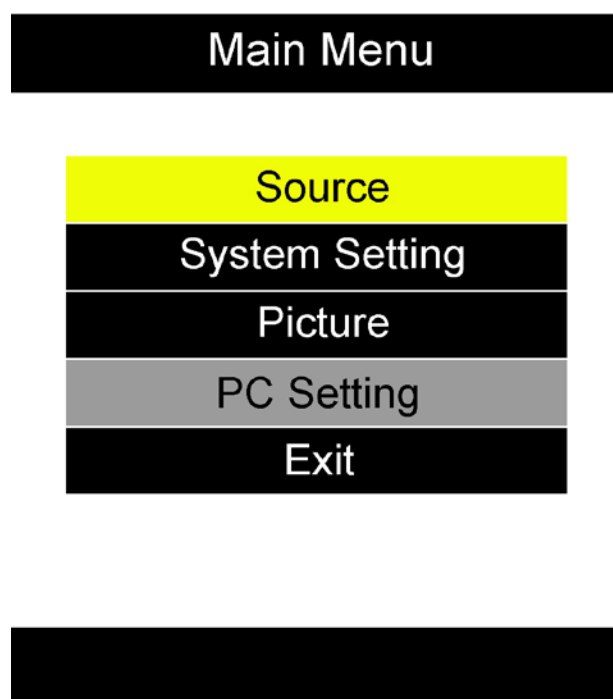 Main Menu
Source
System Setting
Picture
PC Setting
Exit